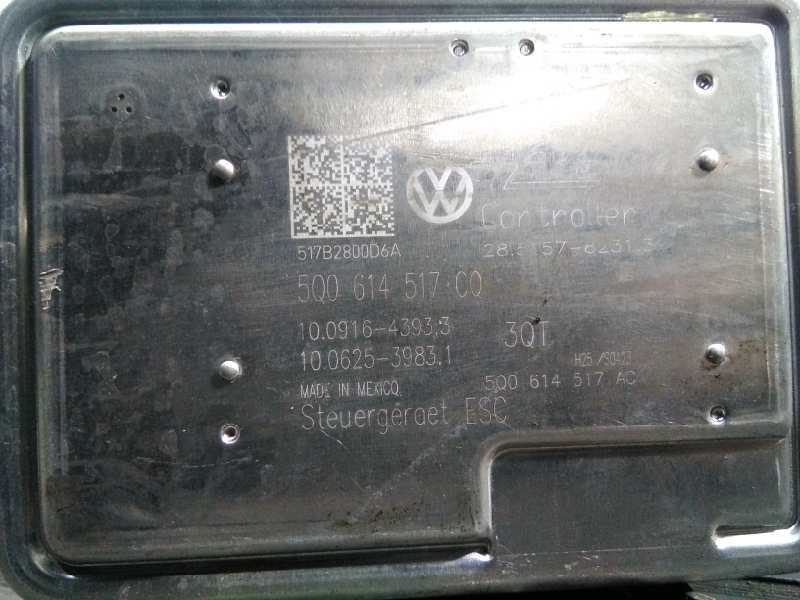 Controller
517B2800D6A
5Q0 614 517 CQ
10.0916-4393.3
3QT
10.0625-3983.1
MADE IN MEXICO
5Q0 614 517 AC
Steuergeraet ESC